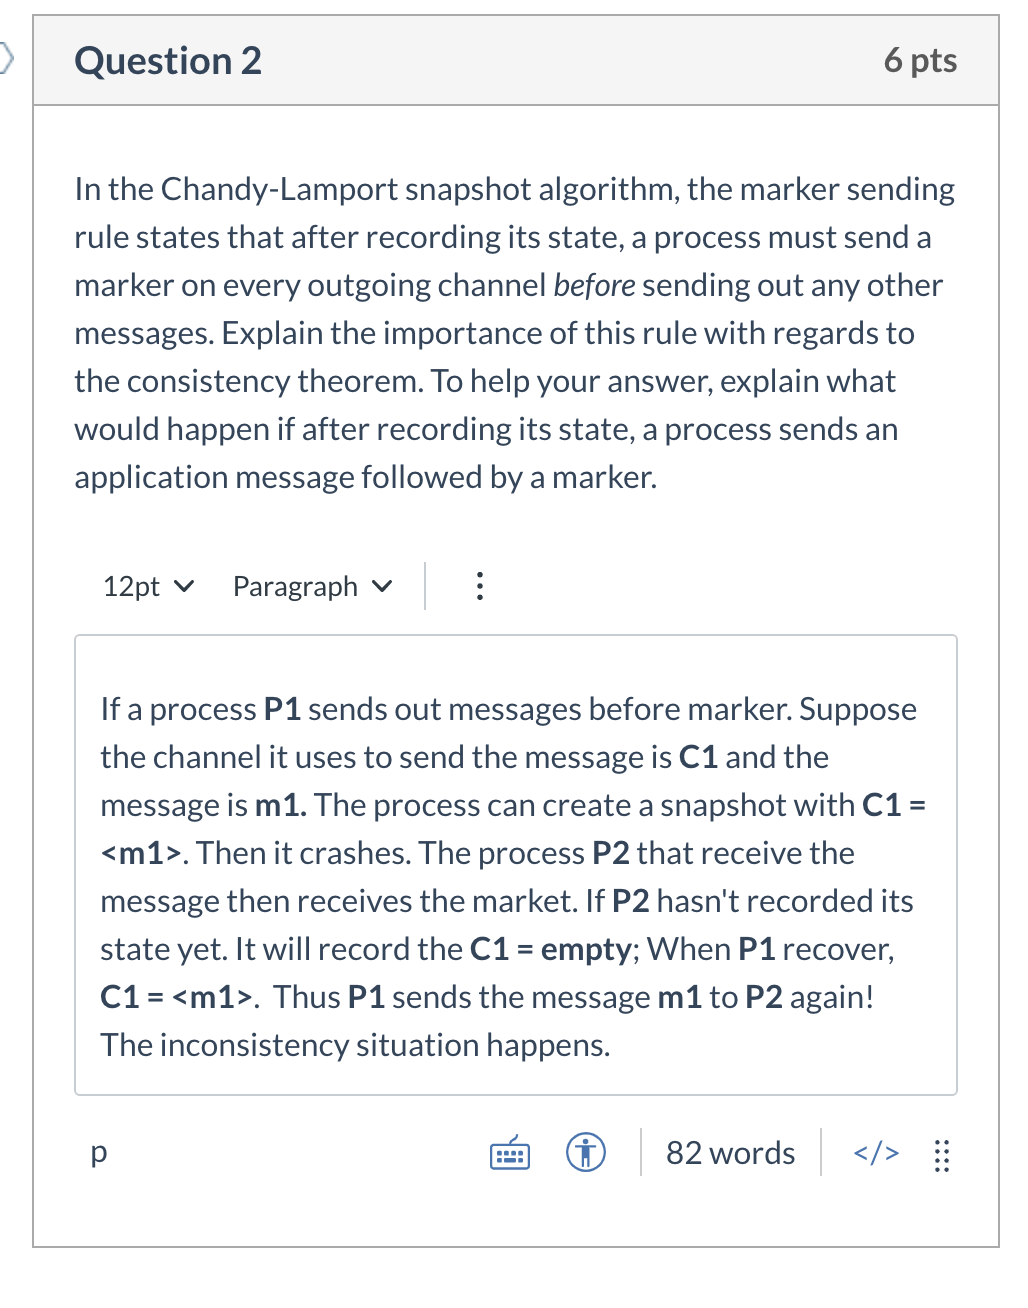 Question 2
6 pts
In the Chandy-Lamport snapshot algorithm, the marker sending
rule states that after recording its state, a process must send a
marker on every outgoing channel before sending out any other
messages. Explain the importance of this rule with regards to
the consistency theorem. To help your answer, explain what
would happen if after recording its state, a process sends an
application message followed by a marker.
12pt
Paragraph
If a process P1 sends out messages before marker. Suppose
the channel it uses to send the message is C1 and the
message is m1. The process can create a snapshot with C1 =
<m1>. Then it crashes. The process P2 that receive the
message then receives the market. If P2 hasn't recorded its
state yet. It will record the C1 = empty; When P1 recover,
C1 = <m1>. Thus P1 sends the message m1 to P2 again!
The inconsistency situation happens.
p
82 words
</>